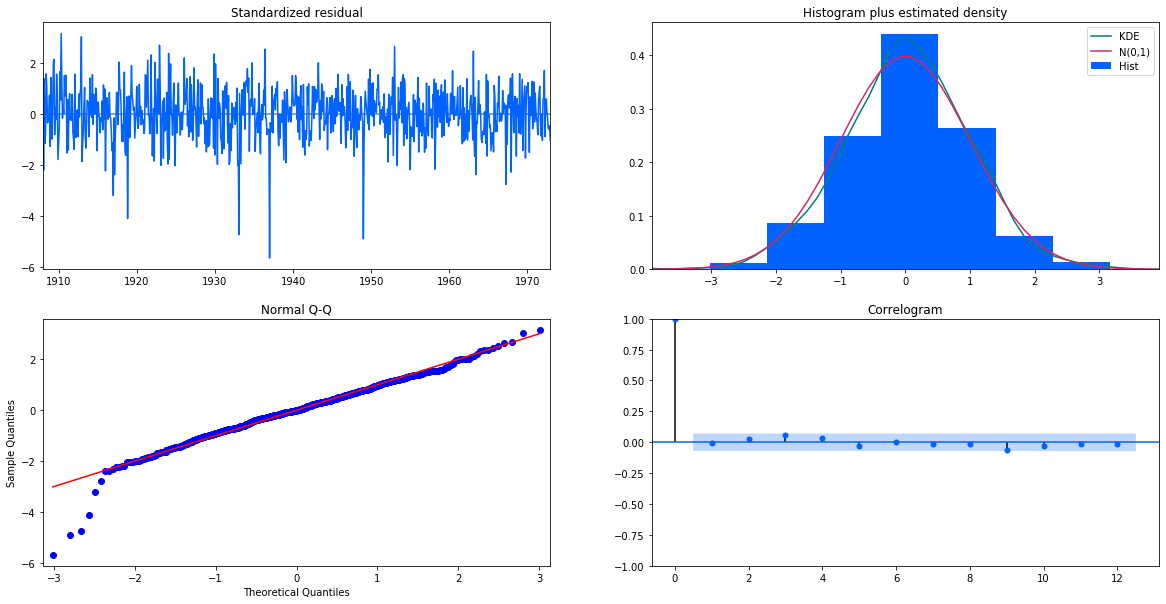 Standardized residual
2
0
−2
−4
−6
1910 1920 1930 1940 1950 1960 1970
Histogram plus estimated density
KDE
N(0,1)
Hist
0.4
0.3
0.2
0.1
0.0
−3 −2 −1 0 1 2 3
Normal Q-Q
Sample Quantiles
2
0
−2
−4
−6
−3 −2 −1 0 1 2 3
Theoretical Quantiles
Correlogram
1.00
0.75
0.50
0.25
0.00
−0.25
−0.50
−0.75
−1.00
0 2 4 6 8 10 12